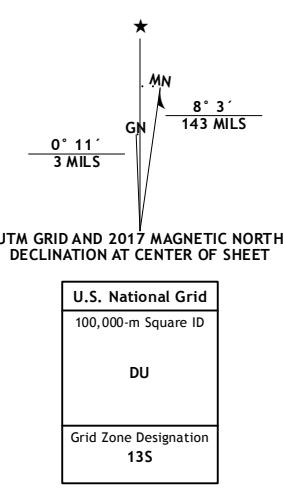 ★
MN
8° 3´
143 MILS
GN
0° 11´
3 MILS
UTM GRID AND 2017 MAGNETIC NORTH
DECLINATION AT CENTER OF SHEET
U.S. National Grid
100,000-m Square ID
DU
Grid Zone Designation
13S